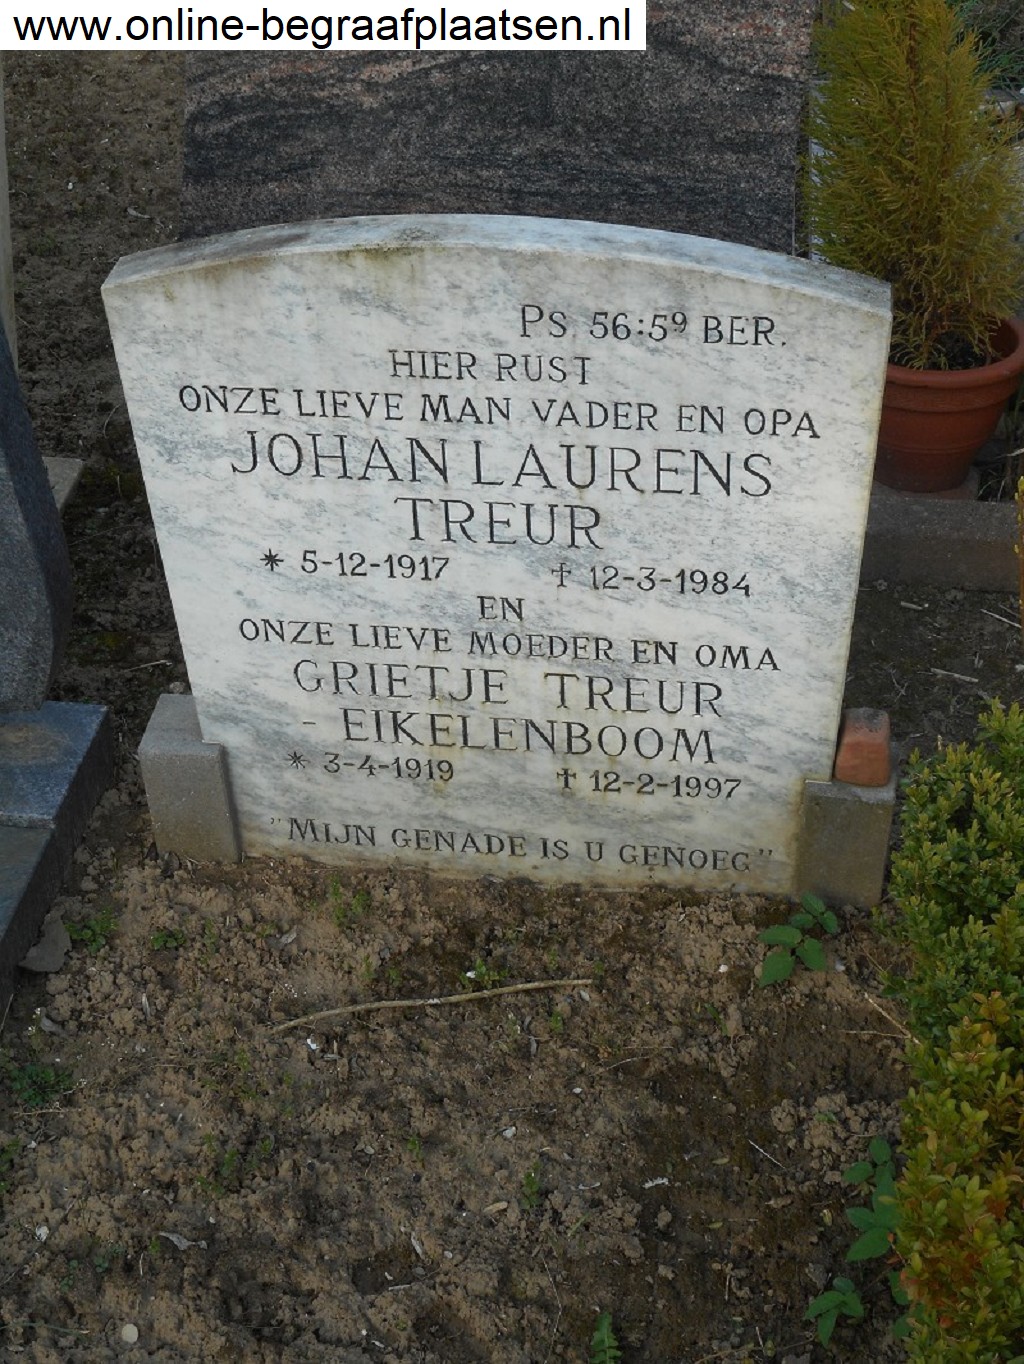 www.online-begraafplaatsen.nl
PS 56:5⁹ BER.
HIER RUST
ONZE LIEVE MAN VADER EN OPA
JOHAN LAURENS
TREUR
* 5-12-1917 † 12-3-1984
EN
ONZE LIEVE MOEDER EN OMA
GRIETJE TREUR
- EIKELENBOOM
* 3-4-1919 † 12-2-1997
"MIJN GENADE IS U GENOEG"